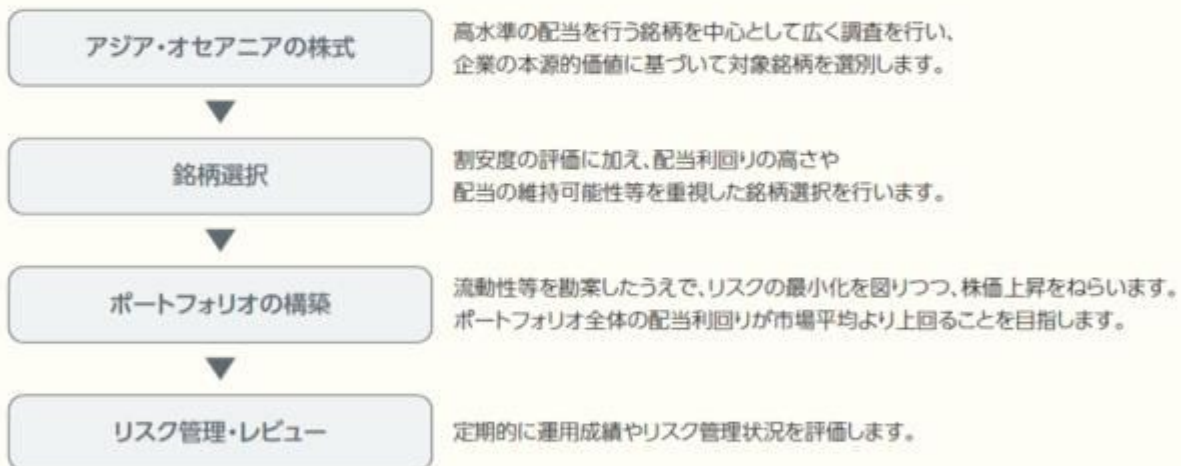 アジア・オセアニアの株式
高水準の配当を行う銘柄を中心として広く調査を行い、
企業の本源的価値に基づいて対象銘柄を選別します。
銘柄選択
割安度の評価に加え、配当利回りの高さや
配当の維持可能性等を重視した銘柄選択を行います。
ポートフォリオの構築
流動性等を勘案したうえで、リスクの最小化を図りつつ、株価上昇をねらいます。
ポートフォリオ全体の配当利回りが市場平均より上回ることを目指します。
リスク管理・レビュー
定期的に運用成績やリスク管理状況を評価します。